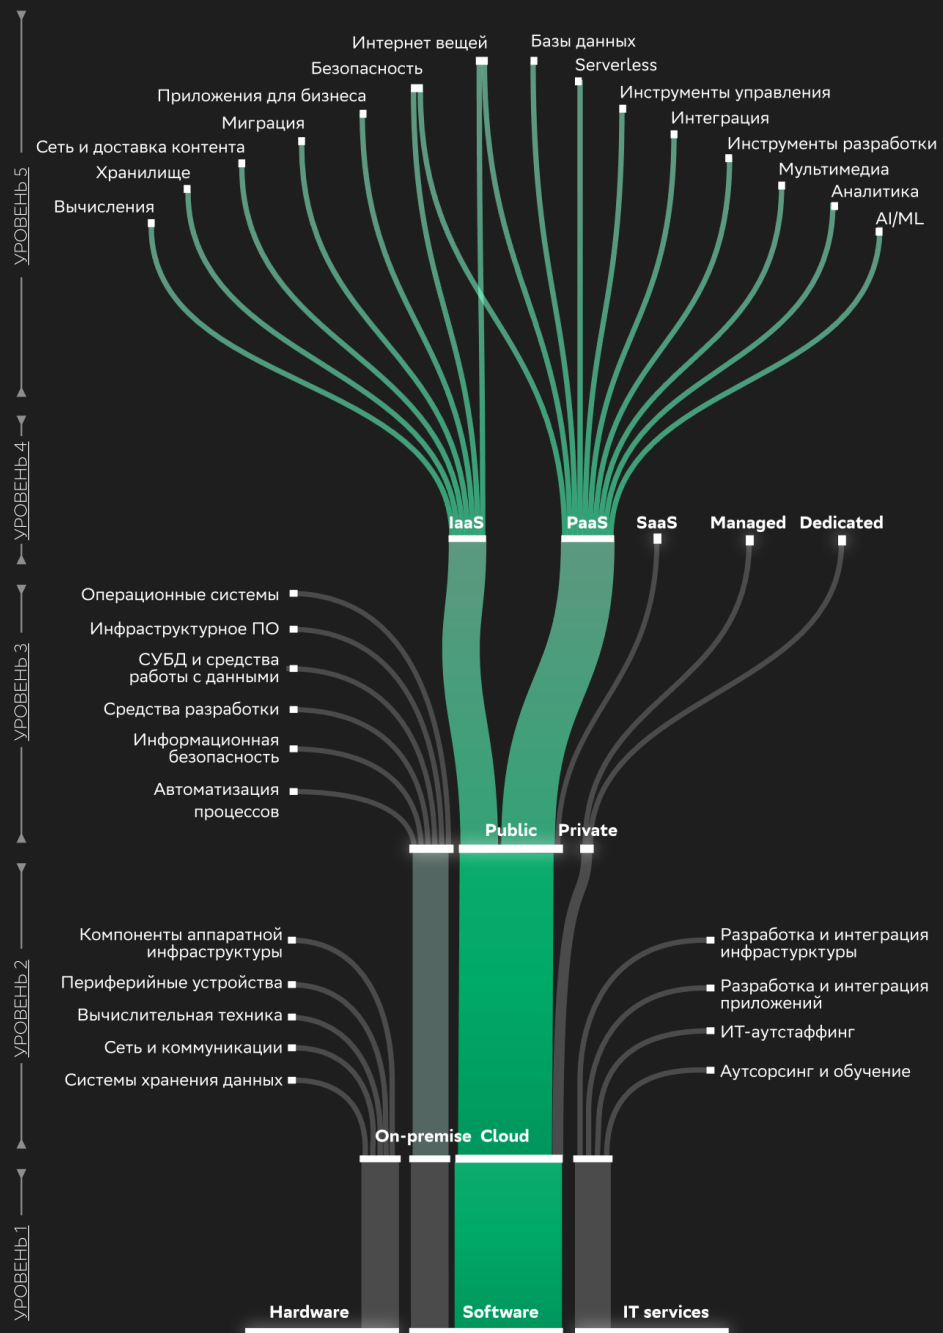 Интернет вещей
Базы данных
Безопасность
Serverless
Приложения для бизнеса
Инструменты управления
Миграция
Интеграция
Сеть и доставка контента
Инструменты разработки
Хранилище
Мультимедиа
Вычисления
Аналитика
AI/ML
УРОВЕНЬ 5
УРОВЕНЬ 4
IaaS
PaaS
SaaS
Managed
Dedicated
УРОВЕНЬ 3
Операционные системы
Инфраструктурное ПО
СУБД и средства
работы с данными
Средства разработки
Информационная
безопасность
Автоматизация
процессов
Public
Private
УРОВЕНЬ 2
Компоненты аппаратной
инфраструктуры
Периферийные устройства
Вычислительная техника
Сеть и коммуникации
Системы хранения данных
Разработка и интеграция
инфрастурктуры
Разработка и интеграция
приложений
ИТ-аутстаффинг
Аутсорсинг и обучение
On-premise
Cloud
УРОВЕНЬ 1
Hardware
Software
IT services